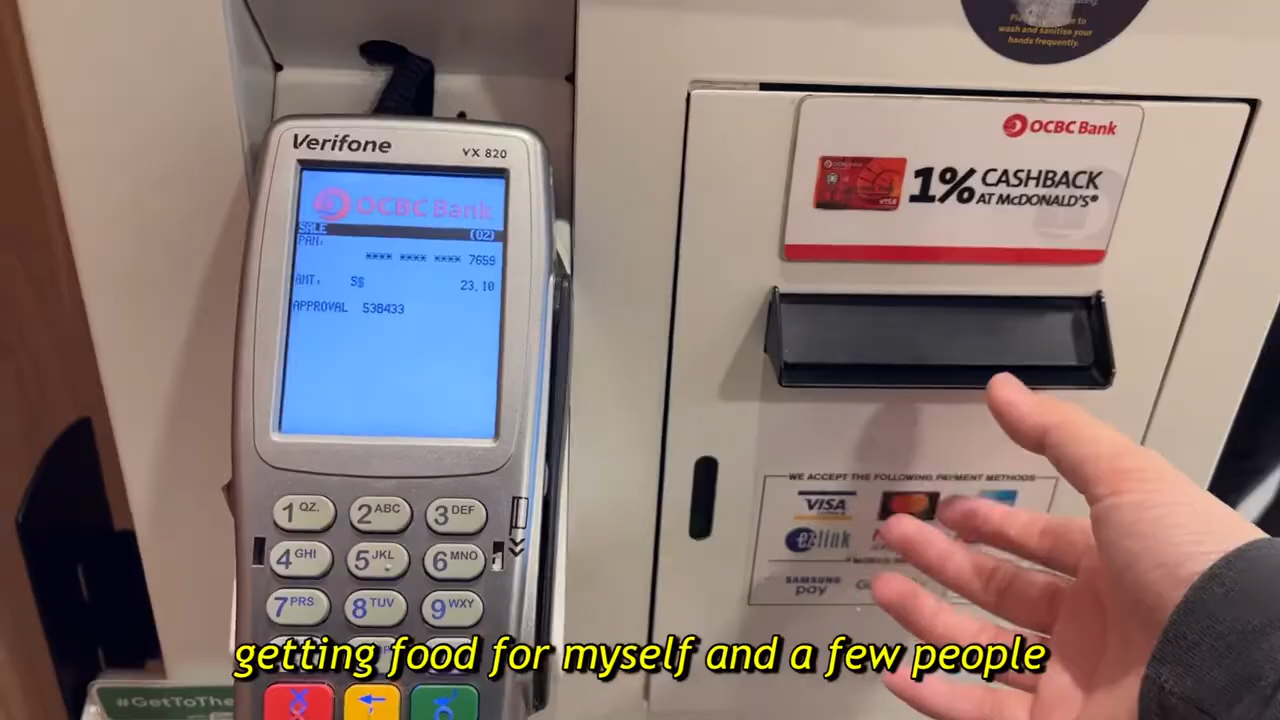 wash and sanitise your
hands frequently.
Verifone
VX 820
OCBC Bank
SALE (02)
PAN:
**** **** **** 7659
AMT: S$ 23.10
APPROVAL 538433
OCBC Bank
1% CASHBACK
AT McDONALD'S®
WE ACCEPT THE FOLLOWING PAYMENT METHODS
VISA
ezlink
SAMSUNG
pay
1 QZ. 2 ABC 3 DEF
4 GHI 5 JKL 6 MNO
7 PRS 8 TUV 9 WXY
getting food for myself and a few people